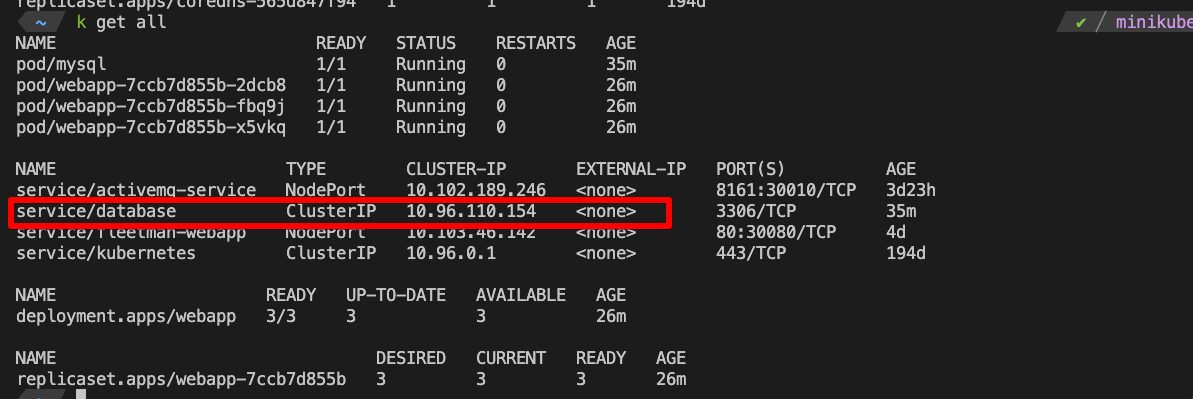 replicaset.apps/coredns-565d847f94   1         1         1       194d
~  k get all   ✔ / minikube
NAME                          READY   STATUS    RESTARTS   AGE
pod/mysql                     1/1     Running   0          35m
pod/webapp-7ccb7d855b-2dcb8   1/1     Running   0          26m
pod/webapp-7ccb7d855b-fbq9j   1/1     Running   0          26m
pod/webapp-7ccb7d855b-x5vkq   1/1     Running   0          26m
NAME                       TYPE        CLUSTER-IP       EXTERNAL-IP   PORT(S)          AGE
service/activemq-service   NodePort    10.102.189.246   <none>        8161:30010/TCP   3d23h
service/database           ClusterIP   10.96.110.154    <none>        3306/TCP         35m
service/fleetman-webapp    NodePort    10.103.46.142    <none>        80:30080/TCP     4d
service/kubernetes         ClusterIP   10.96.0.1        <none>        443/TCP          194d
NAME                     READY   UP-TO-DATE   AVAILABLE   AGE
deployment.apps/webapp   3/3     3            3           26m
NAME                                DESIRED   CURRENT   READY   AGE
replicaset.apps/webapp-7ccb7d855b   3         3         3       26m